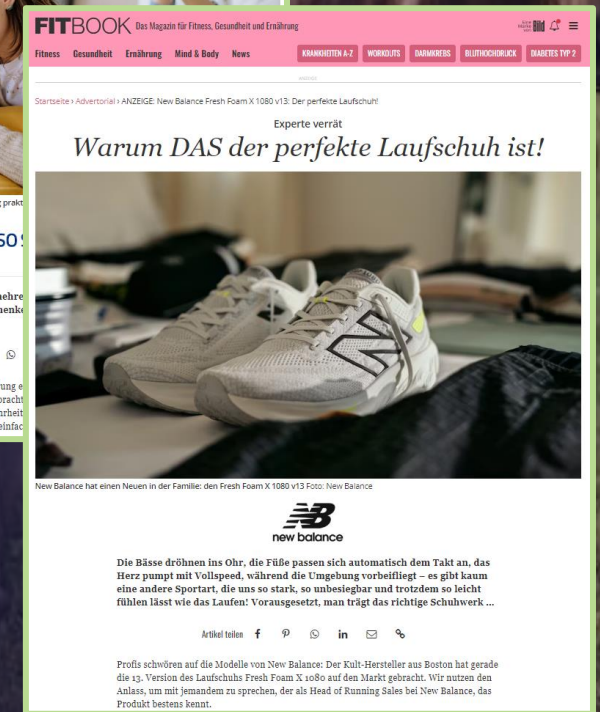 FITBOOK Das Magazin für Fitness, Gesundheit und Ernährung
Bild
Fitness Gesundheit Ernährung Mind & Body News
KRANKHEITEN A-Z WORKOUTS DARMKREBS BLUTHOCHDRUCK DIABETES TYP 2
ANZEIGE
Startseite › Advertorial › ANZEIGE: New Balance Fresh Foam X 1080 v13: Der perfekte Laufschuh!
Experte verrät
Warum DAS der perfekte Laufschuh ist!
New Balance hat einen Neuen in der Familie: den Fresh Foam X 1080 v13 Foto: New Balance
new balance
Die Bässe dröhnen ins Ohr, die Füße passen sich automatisch dem Takt an, das
Herz pumpt mit Vollspeed, während die Umgebung vorbeifliegt – es gibt kaum
eine andere Sportart, die uns so stark, so unbesiegbar und trotzdem so leicht
fühlen lässt wie das Laufen! Vorausgesetzt, man trägt das richtige Schuhwerk ...
Artikel teilen
Profis schwören auf die Modelle von New Balance: Der Kult-Hersteller aus Boston hat gerade
die 13. Version des Laufschuhs Fresh Foam X 1080 auf den Markt gebracht. Wir nutzen den
Anlass, um mit jemandem zu sprechen, der als Head of Running Sales bei New Balance, das
Produkt bestens kennt.